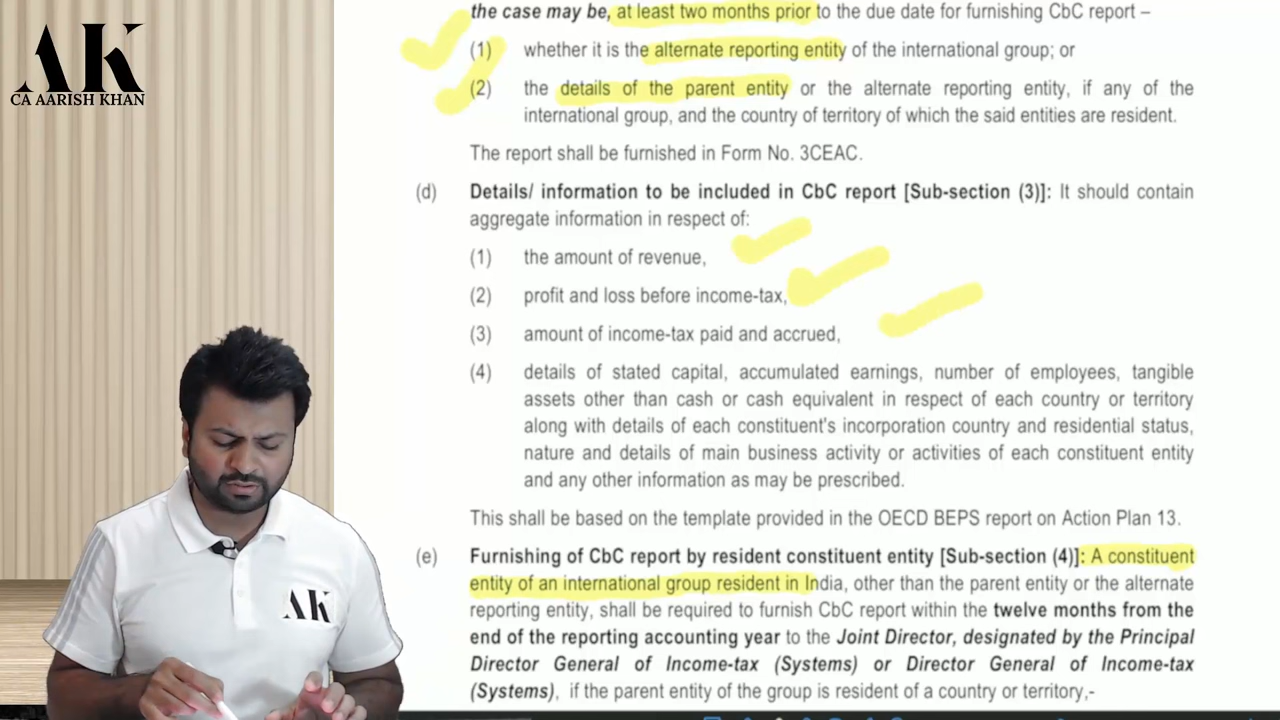 AK
CA AARISH KHAN
the case may be, at least two months prior to the due date for furnishing CbC report –
(1) whether it is the alternate reporting entity of the international group; or
(2) the details of the parent entity or the alternate reporting entity, if any of the
international group, and the country of territory of which the said entities are resident.
The report shall be furnished in Form No. 3CEAC.
(d) Details/ information to be included in CbC report [Sub-section (3)]: It should contain
aggregate information in respect of:
(1) the amount of revenue,
(2) profit and loss before income-tax,
(3) amount of income-tax paid and accrued,
(4) details of stated capital, accumulated earnings, number of employees, tangible
assets other than cash or cash equivalent in respect of each country or territory
along with details of each constituent's incorporation country and residential status,
nature and details of main business activity or activities of each constituent entity
and any other information as may be prescribed.
This shall be based on the template provided in the OECD BEPS report on Action Plan 13.
(e) Furnishing of CbC report by resident constituent entity [Sub-section (4)]: A constituent
entity of an international group resident in India, other than the parent entity or the alternate
reporting entity, shall be required to furnish CbC report within the twelve months from the
end of the reporting accounting year to the Joint Director, designated by the Principal
Director General of Income-tax (Systems) or Director General of Income-tax
(Systems), if the parent entity of the group is resident of a country or territory,-
AK